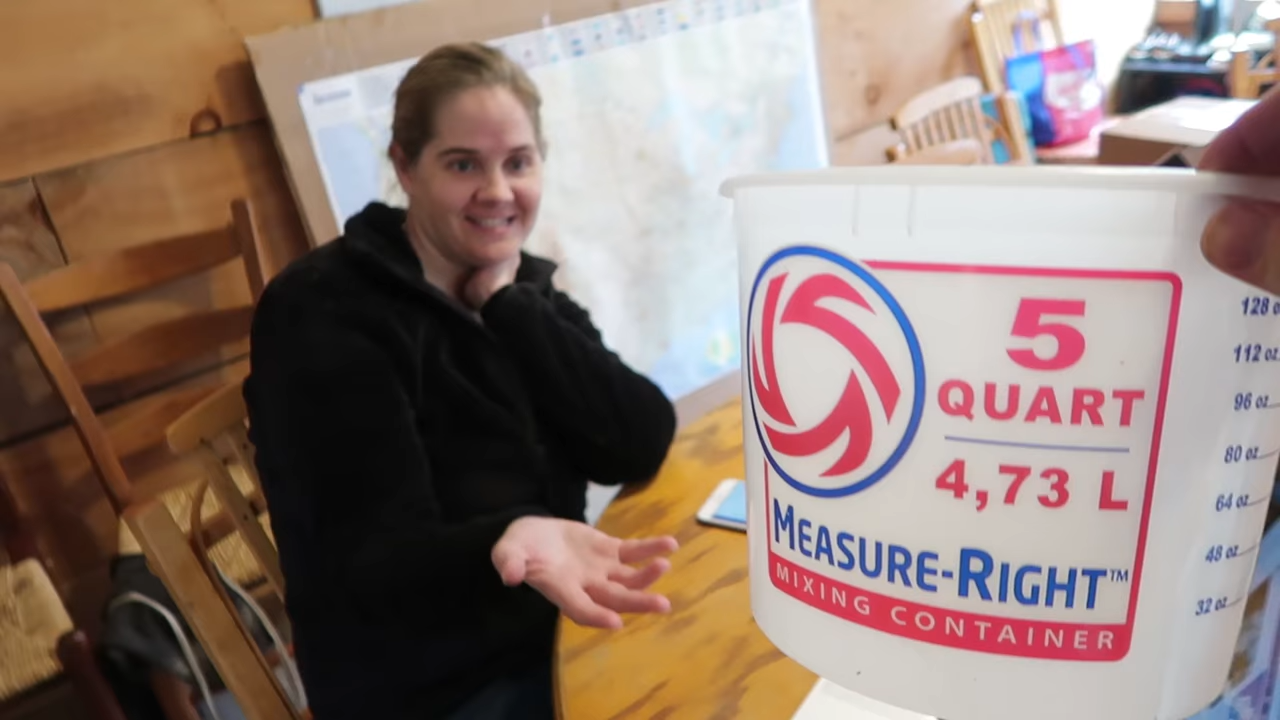 5
QUART
4,73 L
MEASURE-RIGHT™
MIXING CONTAINER
128 oz
112 oz
96 oz
80 oz
64 oz
48 oz
32 oz